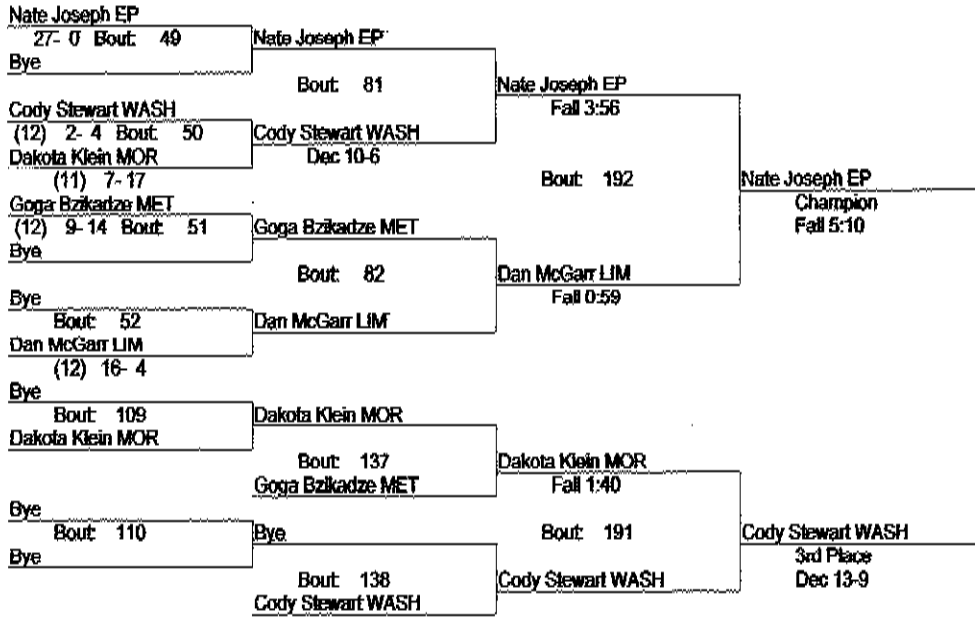 Nate Joseph EP
27- 0 Bout: 49
Nate Joseph EP
Bye
Bout: 81
Nate Joseph EP
Cody Stewart WASH
Fall 3:56
(12) 2- 4 Bout: 50
Cody Stewart WASH
Dakota Klein MOR
Dec 10-6
(11) 7- 17
Bout: 192
Nate Joseph EP
Goga Bzikadze MET
Champion
(12) 9- 14 Bout: 51
Goga Bzikadze MET
Fall 5:10
Bye
Bout: 82
Dan McGarr LIM
Bye
Fall 0:59
Bout: 52
Dan McGarr LIM
Dan McGarr LIM
(12) 16- 4
Bye
Bout: 109
Dakota Klein MOR
Dakota Klein MOR
Bout: 137
Dakota Klein MOR
Goga Bzikadze MET
Fall 1:40
Bye
Bout: 110
Bye
Bout: 191
Cody Stewart WASH
Bye
3rd Place
Bout: 138
Cody Stewart WASH
Dec 13-9
Cody Stewart WASH